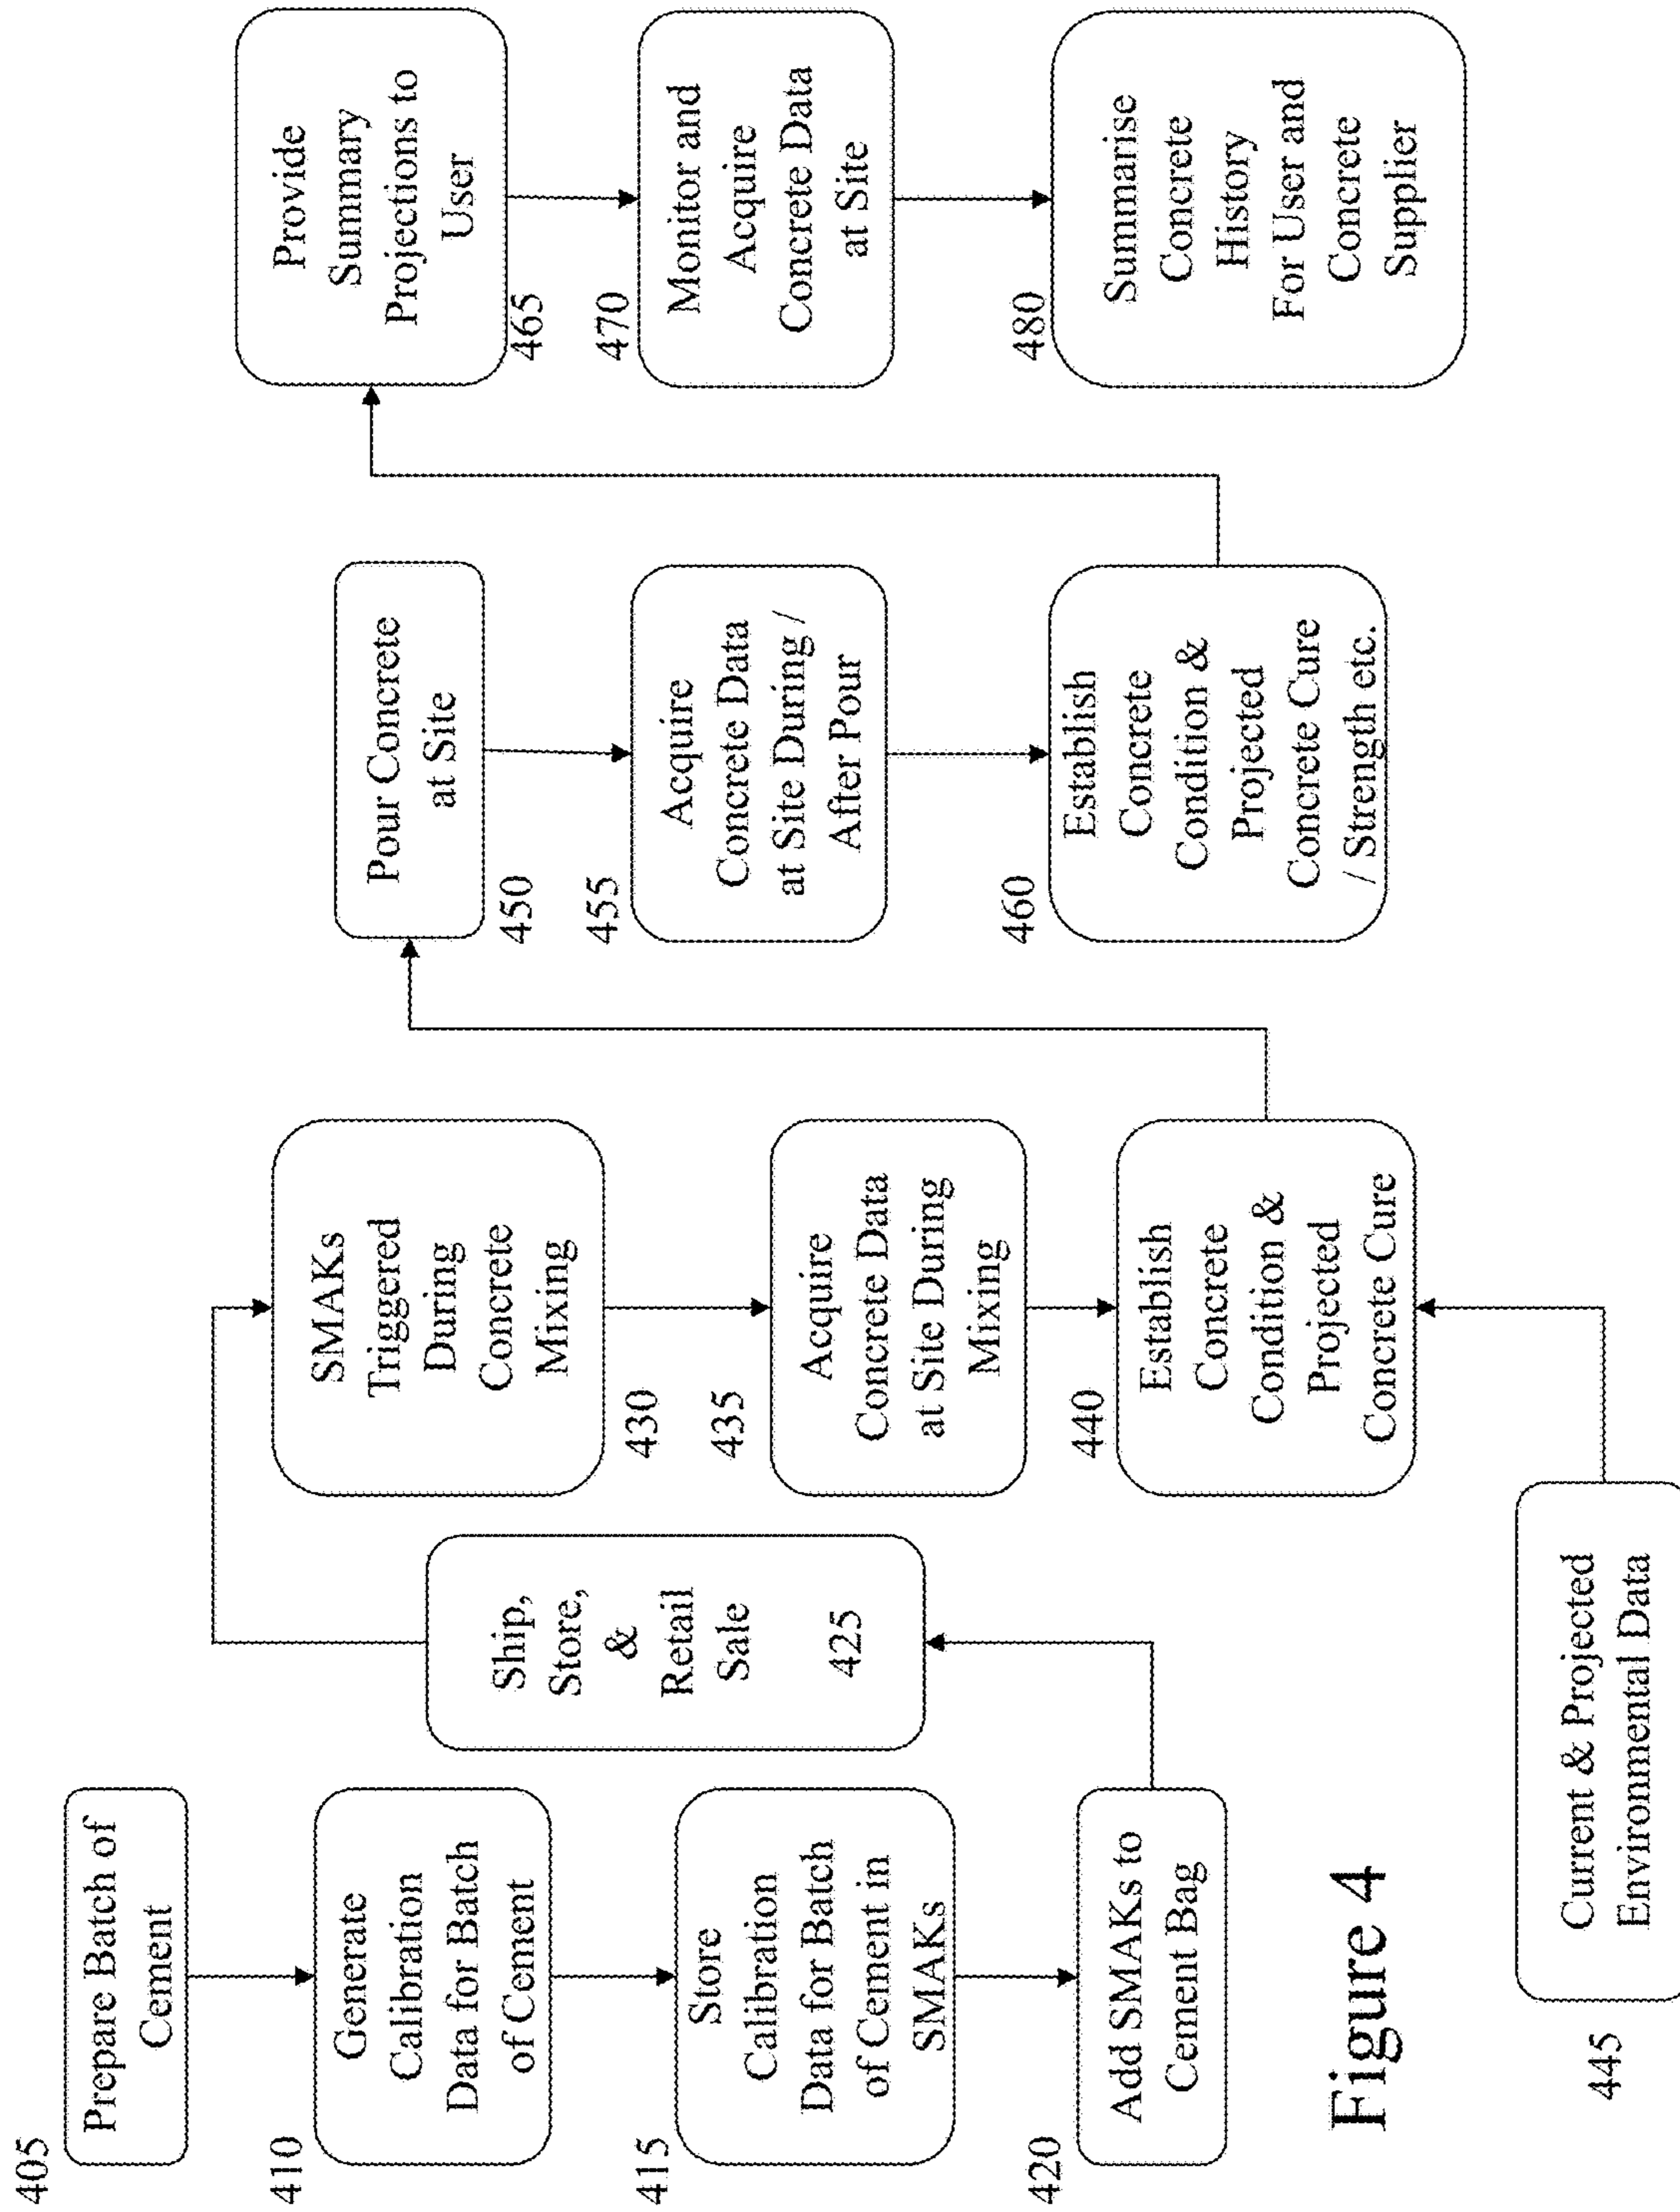 405
Prepare Batch of
Cement
410
Generate
Calibration
Data for Batch
of Cement
415
Store
Calibration
Data for Batch
of Cement in
SMAKs
420
Add SMAKs to
Cement Bag
Ship,
Store,
&
Retail
Sale
425
SMAKs
Triggered
During
Concrete
Mixing
430
435
Acquire
Concrete Data
at Site During
Mixing
440
Establish
Concrete
Condition &
Projected
Concrete Cure
445
Current & Projected
Environmental Data
Pour Concrete
at Site
450
455
Acquire
Concrete Data
at Site During /
After Pour
460
Establish
Concrete
Condition &
Projected
Concrete Cure
/ Strength etc.
Provide
Summary
Projections to
User
465
470
Monitor and
Acquire
Concrete Data
at Site
480
Summarise
Concrete
History
For User and
Concrete
Supplier
Figure 4